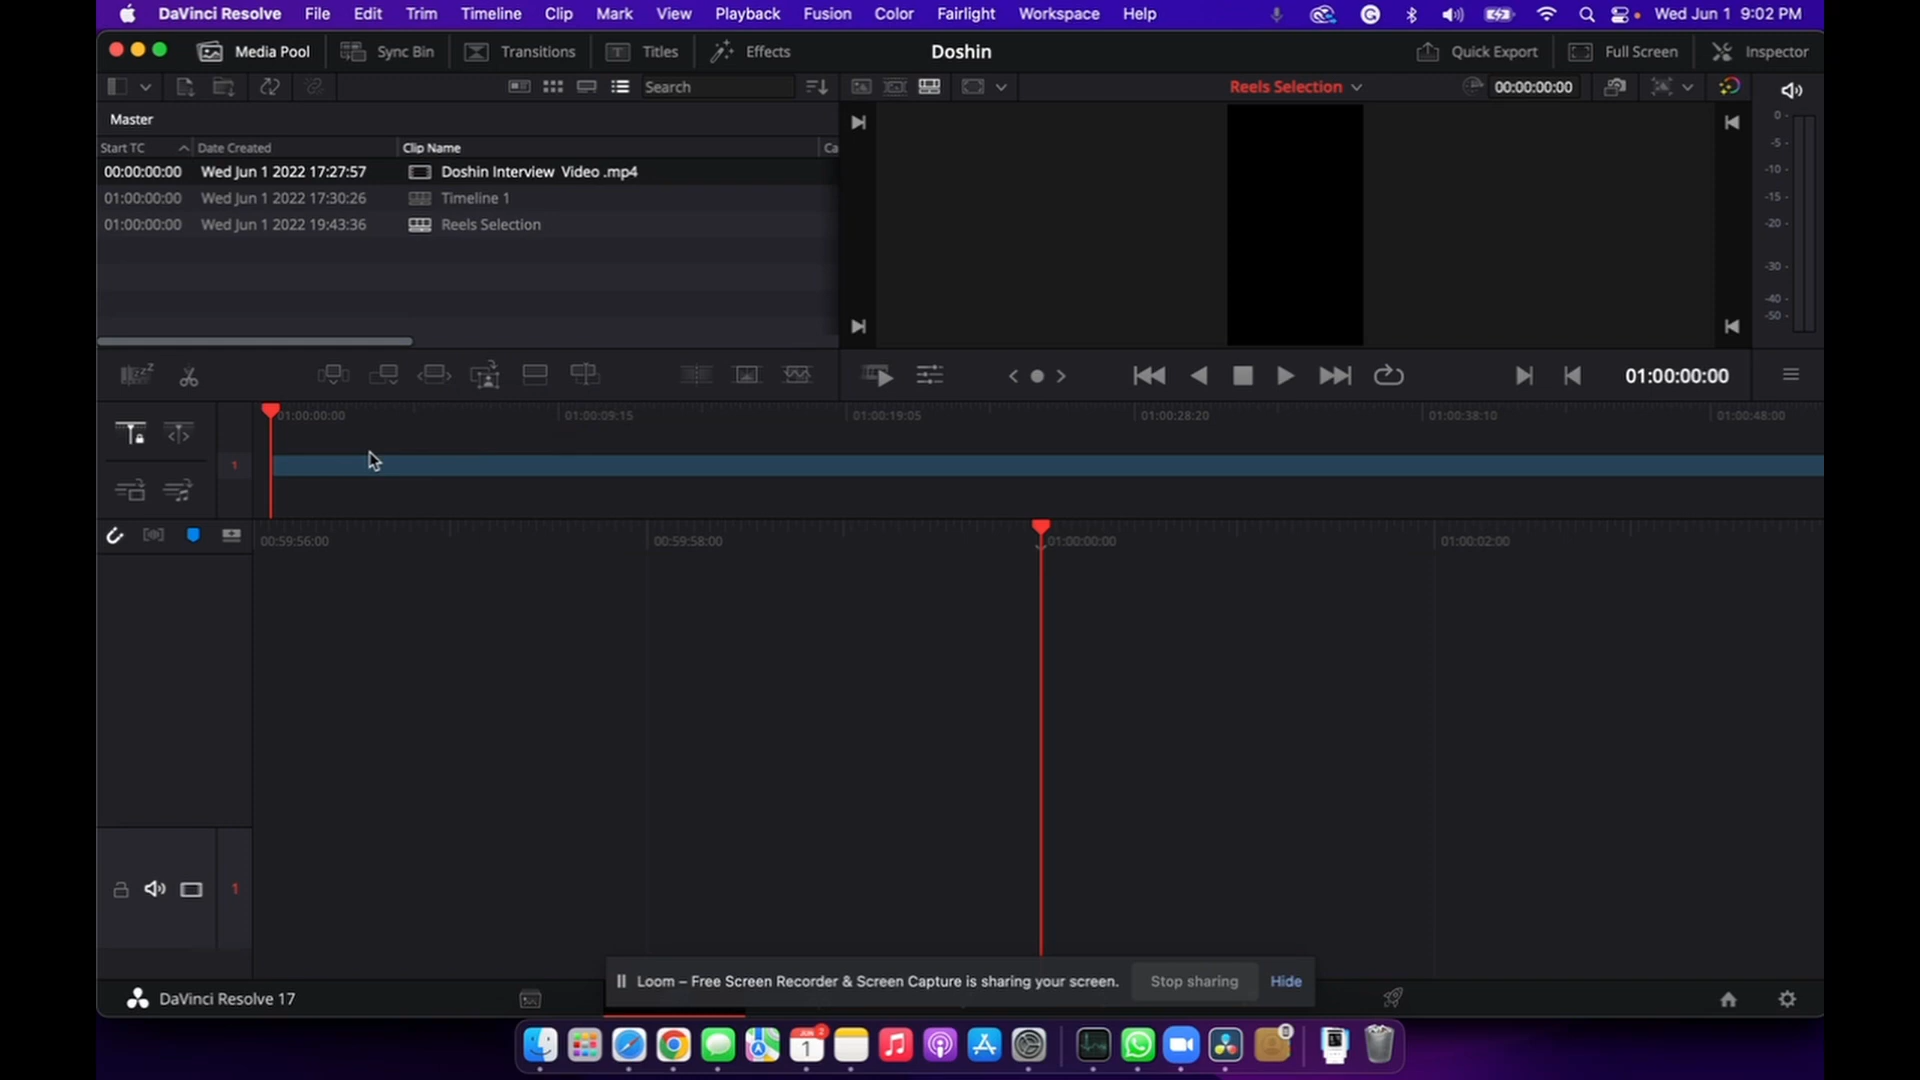 DaVinci Resolve File Edit Trim Timeline Clip Mark View Playback Fusion Color Fairlight Workspace Help Wed Jun 1 9:02 PM
Media Pool Sync Bin Transitions Titles Effects Doshin Quick Export Full Screen Inspector
Search Reels Selection 00:00:00:00
Master
Start TC Date Created Clip Name Ca
00:00:00:00 Wed Jun 1 2022 17:27:57 Doshin Interview Video .mp4
01:00:00:00 Wed Jun 1 2022 17:30:26 Timeline 1
01:00:00:00 Wed Jun 1 2022 19:43:36 Reels Selection
0
-5
-10
-15
-20
-30
-40
-50
01:00:00:00
01:00:00:00 01:00:09:15 01:00:19:05 01:00:28:20 01:00:38:10 01:00:48:00
1
00:59:56:00 00:59:58:00 01:00:00:00 01:00:02:00
1
Loom – Free Screen Recorder & Screen Capture is sharing your screen. Stop sharing Hide
DaVinci Resolve 17
JUN 2
1